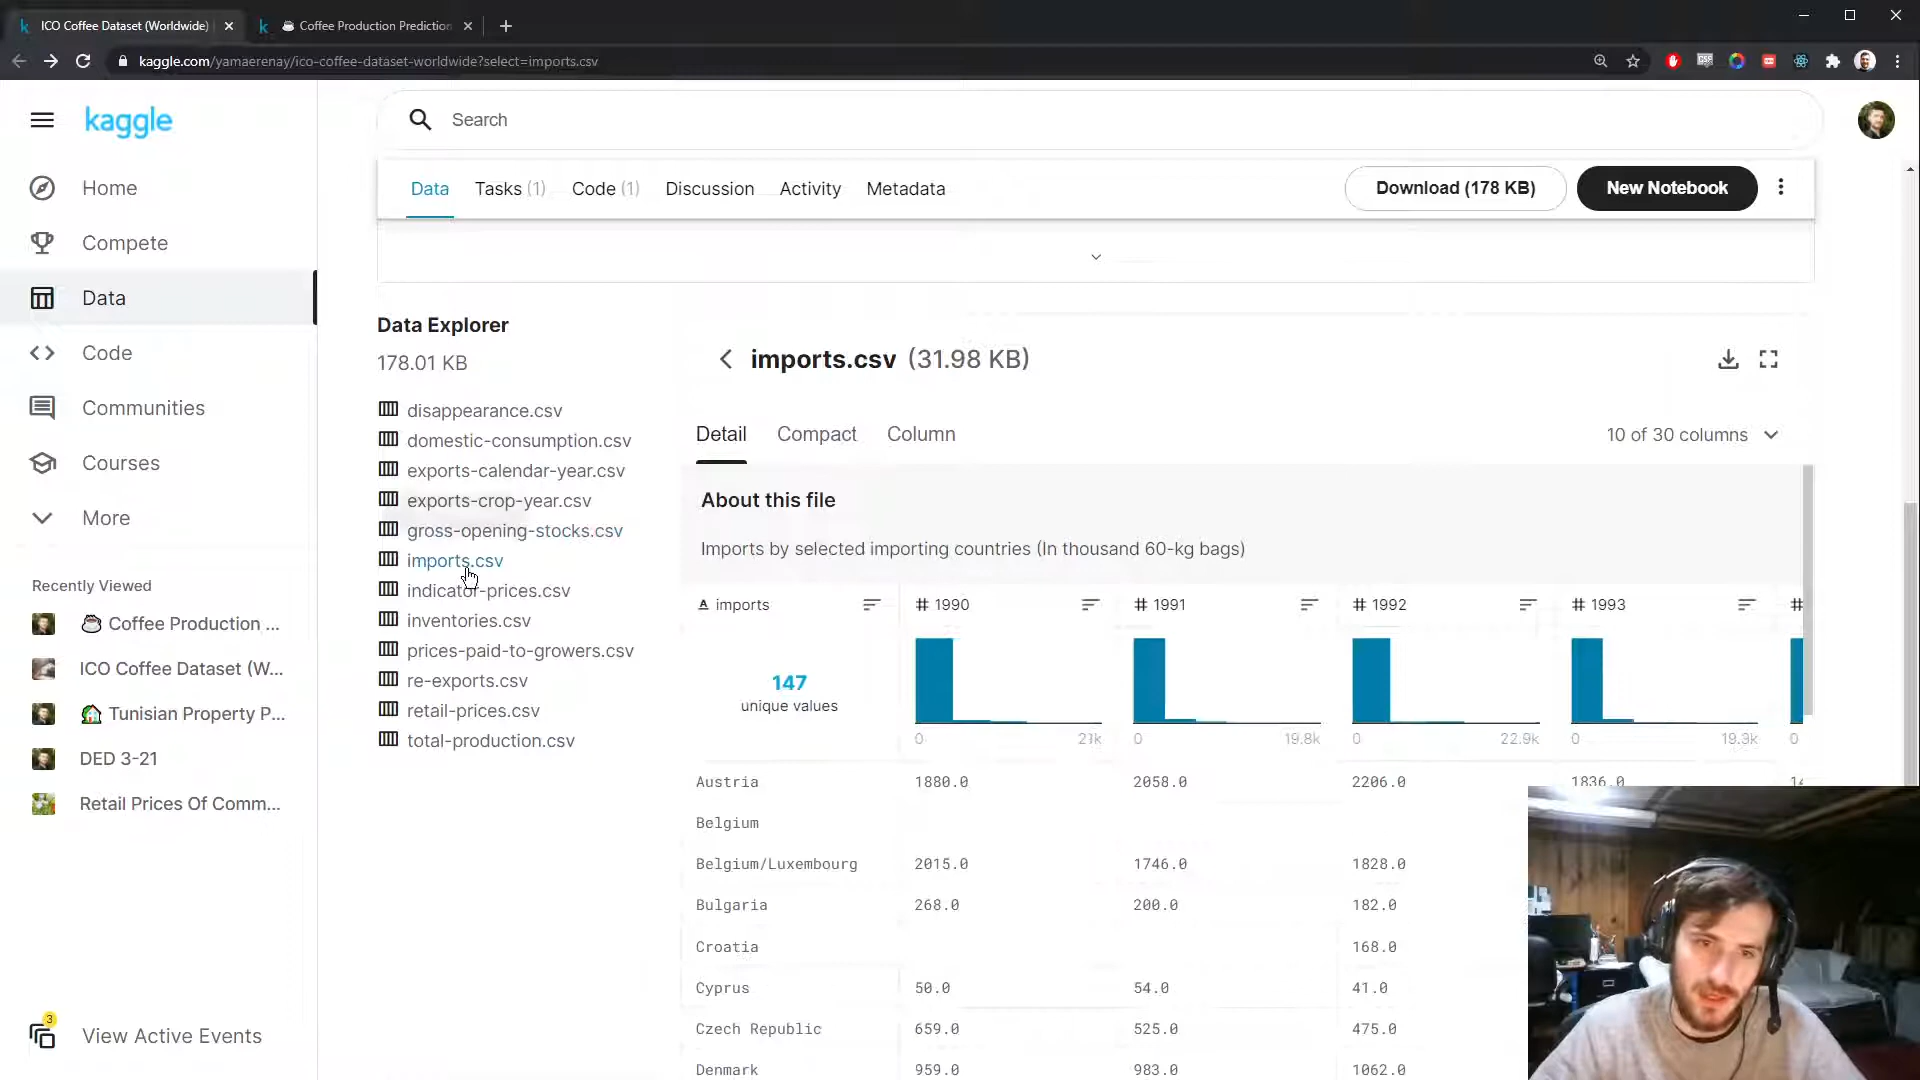 ICO Coffee Dataset (Worldwide)
Coffee Production Prediction
kaggle.com/yamaerenay/ico-coffee-dataset-worldwide?select=imports.csv
kaggle
Search
Home
Compete
Data
Code
Communities
Courses
More
Recently Viewed
Coffee Production ...
ICO Coffee Dataset (W...
Tunisian Property P...
DED 3-21
Retail Prices Of Comm...
3
View Active Events
Data
Tasks (1)
Code (1)
Discussion
Activity
Metadata
Download (178 KB)
New Notebook
Data Explorer
178.01 KB
disappearance.csv
domestic-consumption.csv
exports-calendar-year.csv
exports-crop-year.csv
gross-opening-stocks.csv
imports.csv
indicator-prices.csv
inventories.csv
prices-paid-to-growers.csv
re-exports.csv
retail-prices.csv
total-production.csv
imports.csv (31.98 KB)
Detail
Compact
Column
10 of 30 columns
About this file
Imports by selected importing countries (In thousand 60-kg bags)
A imports # 1990 # 1991 # 1992 # 1993 #
147
unique values
0 21k 0 19.8k 0 22.9k 0 19.3k 0
Austria 1880.0 2058.0 2206.0 1836.0
Belgium
Belgium/Luxembourg 2015.0 1746.0 1828.0
Bulgaria 268.0 200.0 182.0
Croatia 168.0
Cyprus 50.0 54.0 41.0
Czech Republic 659.0 525.0 475.0
Denmark 959.0 983.0 1062.0